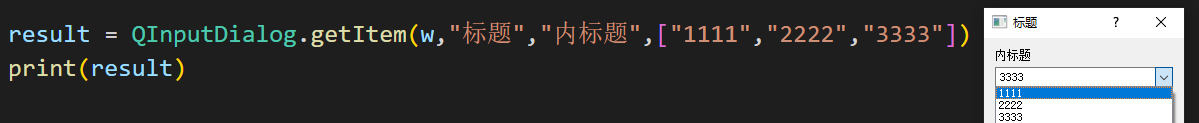 result = QInputDialog.getItem(w,"标题","内标题",["1111","2222","3333"])
print(result)
标题
?
内标题
3333
1111
2222
3333